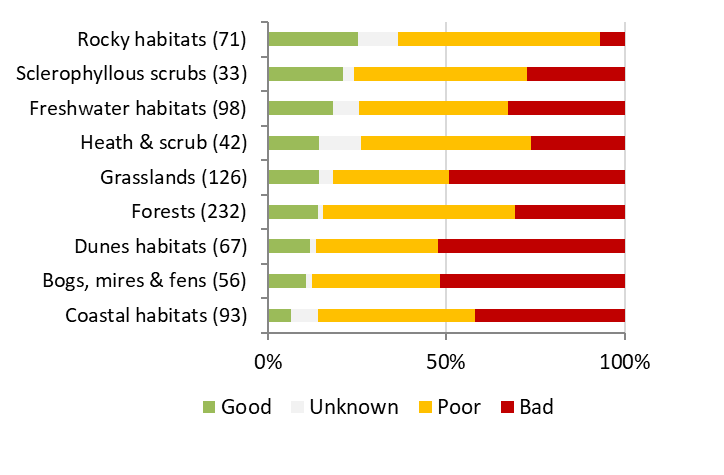 Rocky habitats (71)
Sclerophyllous scrubs (33)
Freshwater habitats (98)
Heath & scrub (42)
Grasslands (126)
Forests (232)
Dunes habitats (67)
Bogs, mires & fens (56)
Coastal habitats (93)
0% 50% 100%
Good Unknown Poor Bad